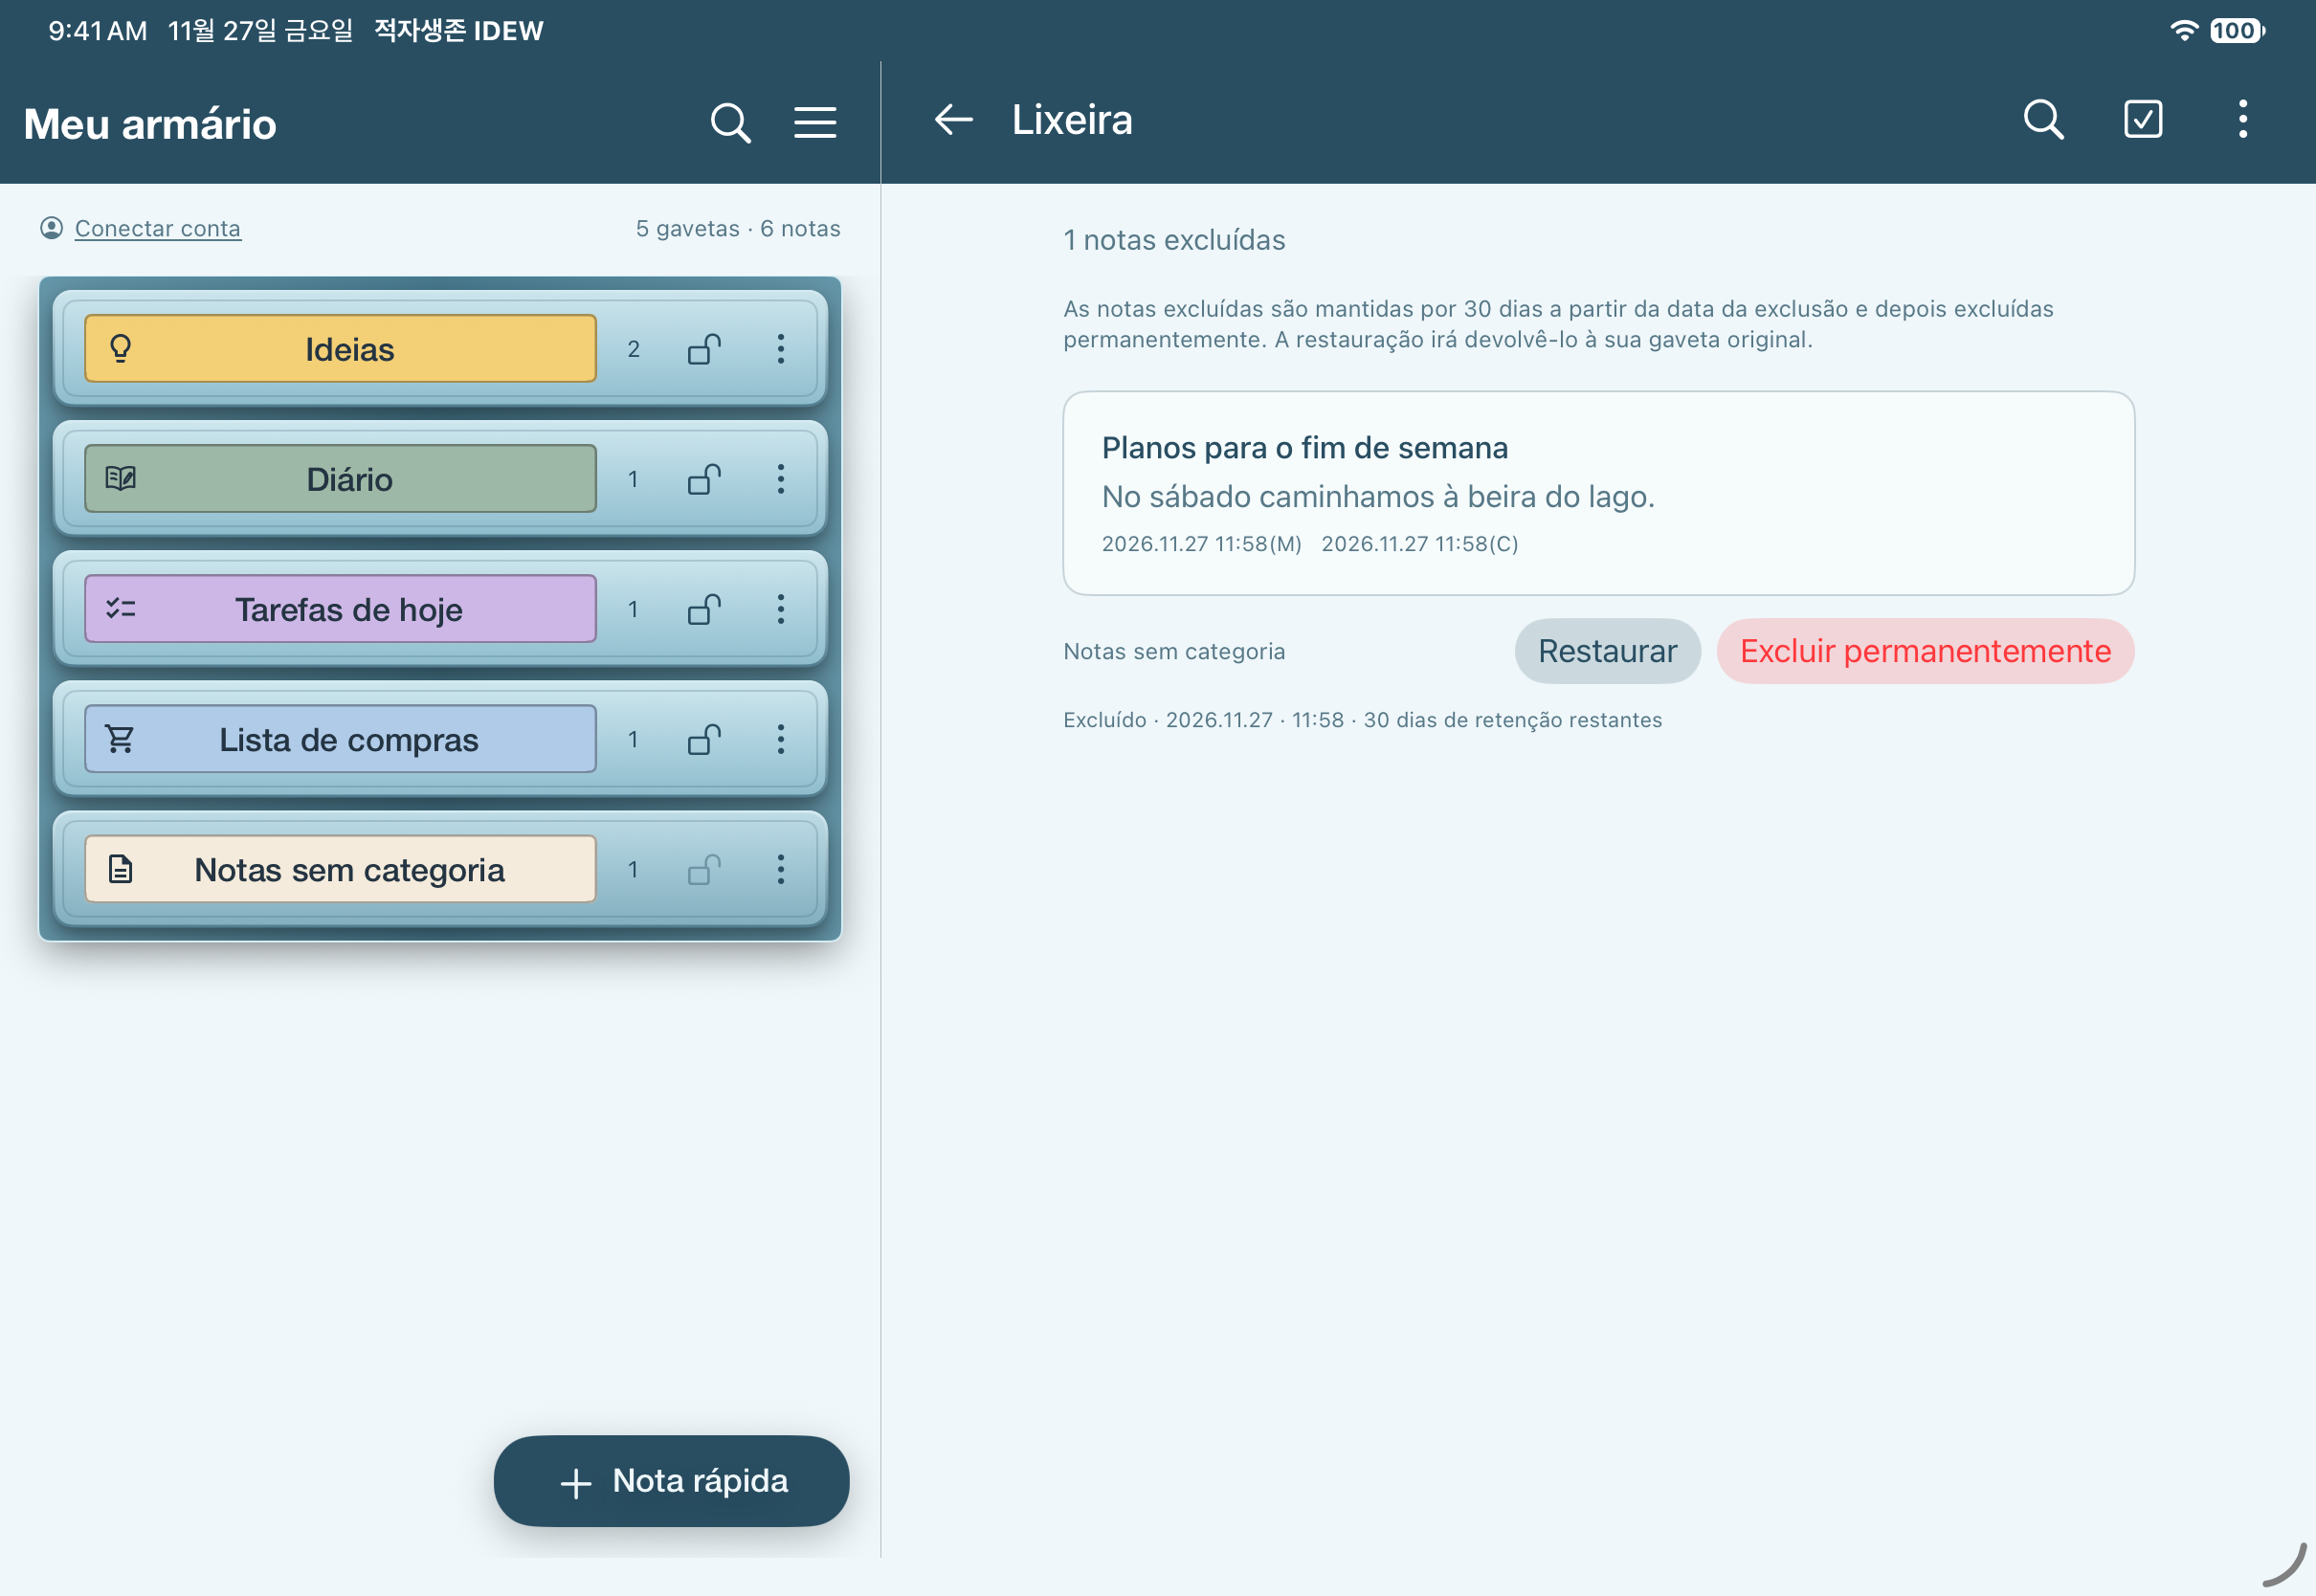 9:41 AM 11월 27일 금요일 적자생존 IDEW
100
Meu armário
Conectar conta
5 gavetas · 6 notas
Ideias
2
Diário
1
Tarefas de hoje
1
Lista de compras
1
Notas sem categoria
1
Nota rápida
Lixeira
1 notas excluídas
As notas excluídas são mantidas por 30 dias a partir da data da exclusão e depois excluídas
permanentemente. A restauração irá devolvê-lo à sua gaveta original.
Planos para o fim de semana
No sábado caminhamos à beira do lago.
2026.11.27 11:58(M) 2026.11.27 11:58(C)
Notas sem categoria
Restaurar
Excluir permanentemente
Excluído · 2026.11.27 · 11:58 · 30 dias de retenção restantes